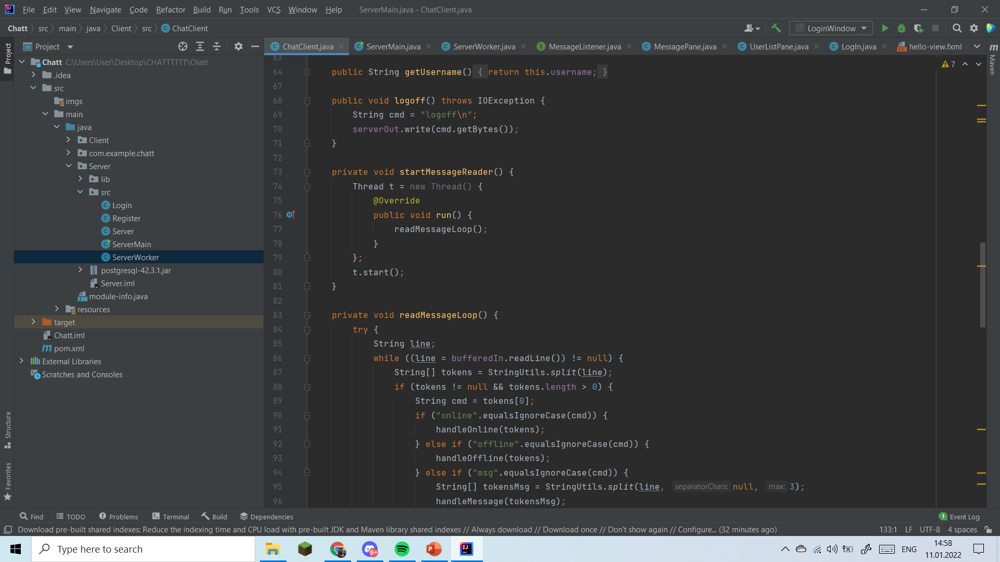 File Edit View Navigate Code Refactor Build Run Tools VCS Window Help ServerMain.java - ChatClient.java
Chatt src main java Client src ChatClient LoginWindow
Project
ChatClient.java ServerMain.java ServerWorker.java MessageListener.java MessagePane.java UserListPane.java LogIn.java hello-view.fxml
Project
Structure
Favorites
Maven
Chatt C:\Users\User\Desktop\CHATTTTTT\Chatt
.idea
src
imgs
main
java
Client
com.example.chatt
Server
lib
src
Login
Register
Server
ServerMain
ServerWorker
postgresql-42.3.1.jar
Server.iml
module-info.java
resources
target
Chatt.iml
pom.xml
External Libraries
Scratches and Consoles
7
63
64 public String getUsername() { return this.username; }
67
68 public void logoff() throws IOException {
69 String cmd = "logoff\n";
70 serverOut.write(cmd.getBytes());
71 }
72
73 private void startMessageReader() {
74 Thread t = new Thread() {
75 @Override
76 public void run() {
77 readMessageLoop();
78 }
79 };
80 t.start();
81 }
82
83 private void readMessageLoop() {
84 try {
85 String line;
86 while ((line = bufferedIn.readLine()) != null) {
87 String[] tokens = StringUtils.split(line);
88 if (tokens != null && tokens.length > 0) {
89 String cmd = tokens[0];
90 if ("online".equalsIgnoreCase(cmd)) {
91 handleOnline(tokens);
92 } else if ("offline".equalsIgnoreCase(cmd)) {
93 handleOffline(tokens);
94 } else if ("msg".equalsIgnoreCase(cmd)) {
95 String[] tokensMsg = StringUtils.split(line, separatorChars: null, max: 3);
96 handleMessage(tokensMsg);
Find TODO Problems Terminal Build Dependencies 1 Event Log
Download pre-built shared indexes: Reduce the indexing time and CPU load with pre-built JDK and Maven library shared indexes // Always download // Download once // Don't show again // Configure... (32 minutes ago) 133:1 LF UTF-8 4 spaces
Type here to search 9+ ENG 14:58
11.01.2022